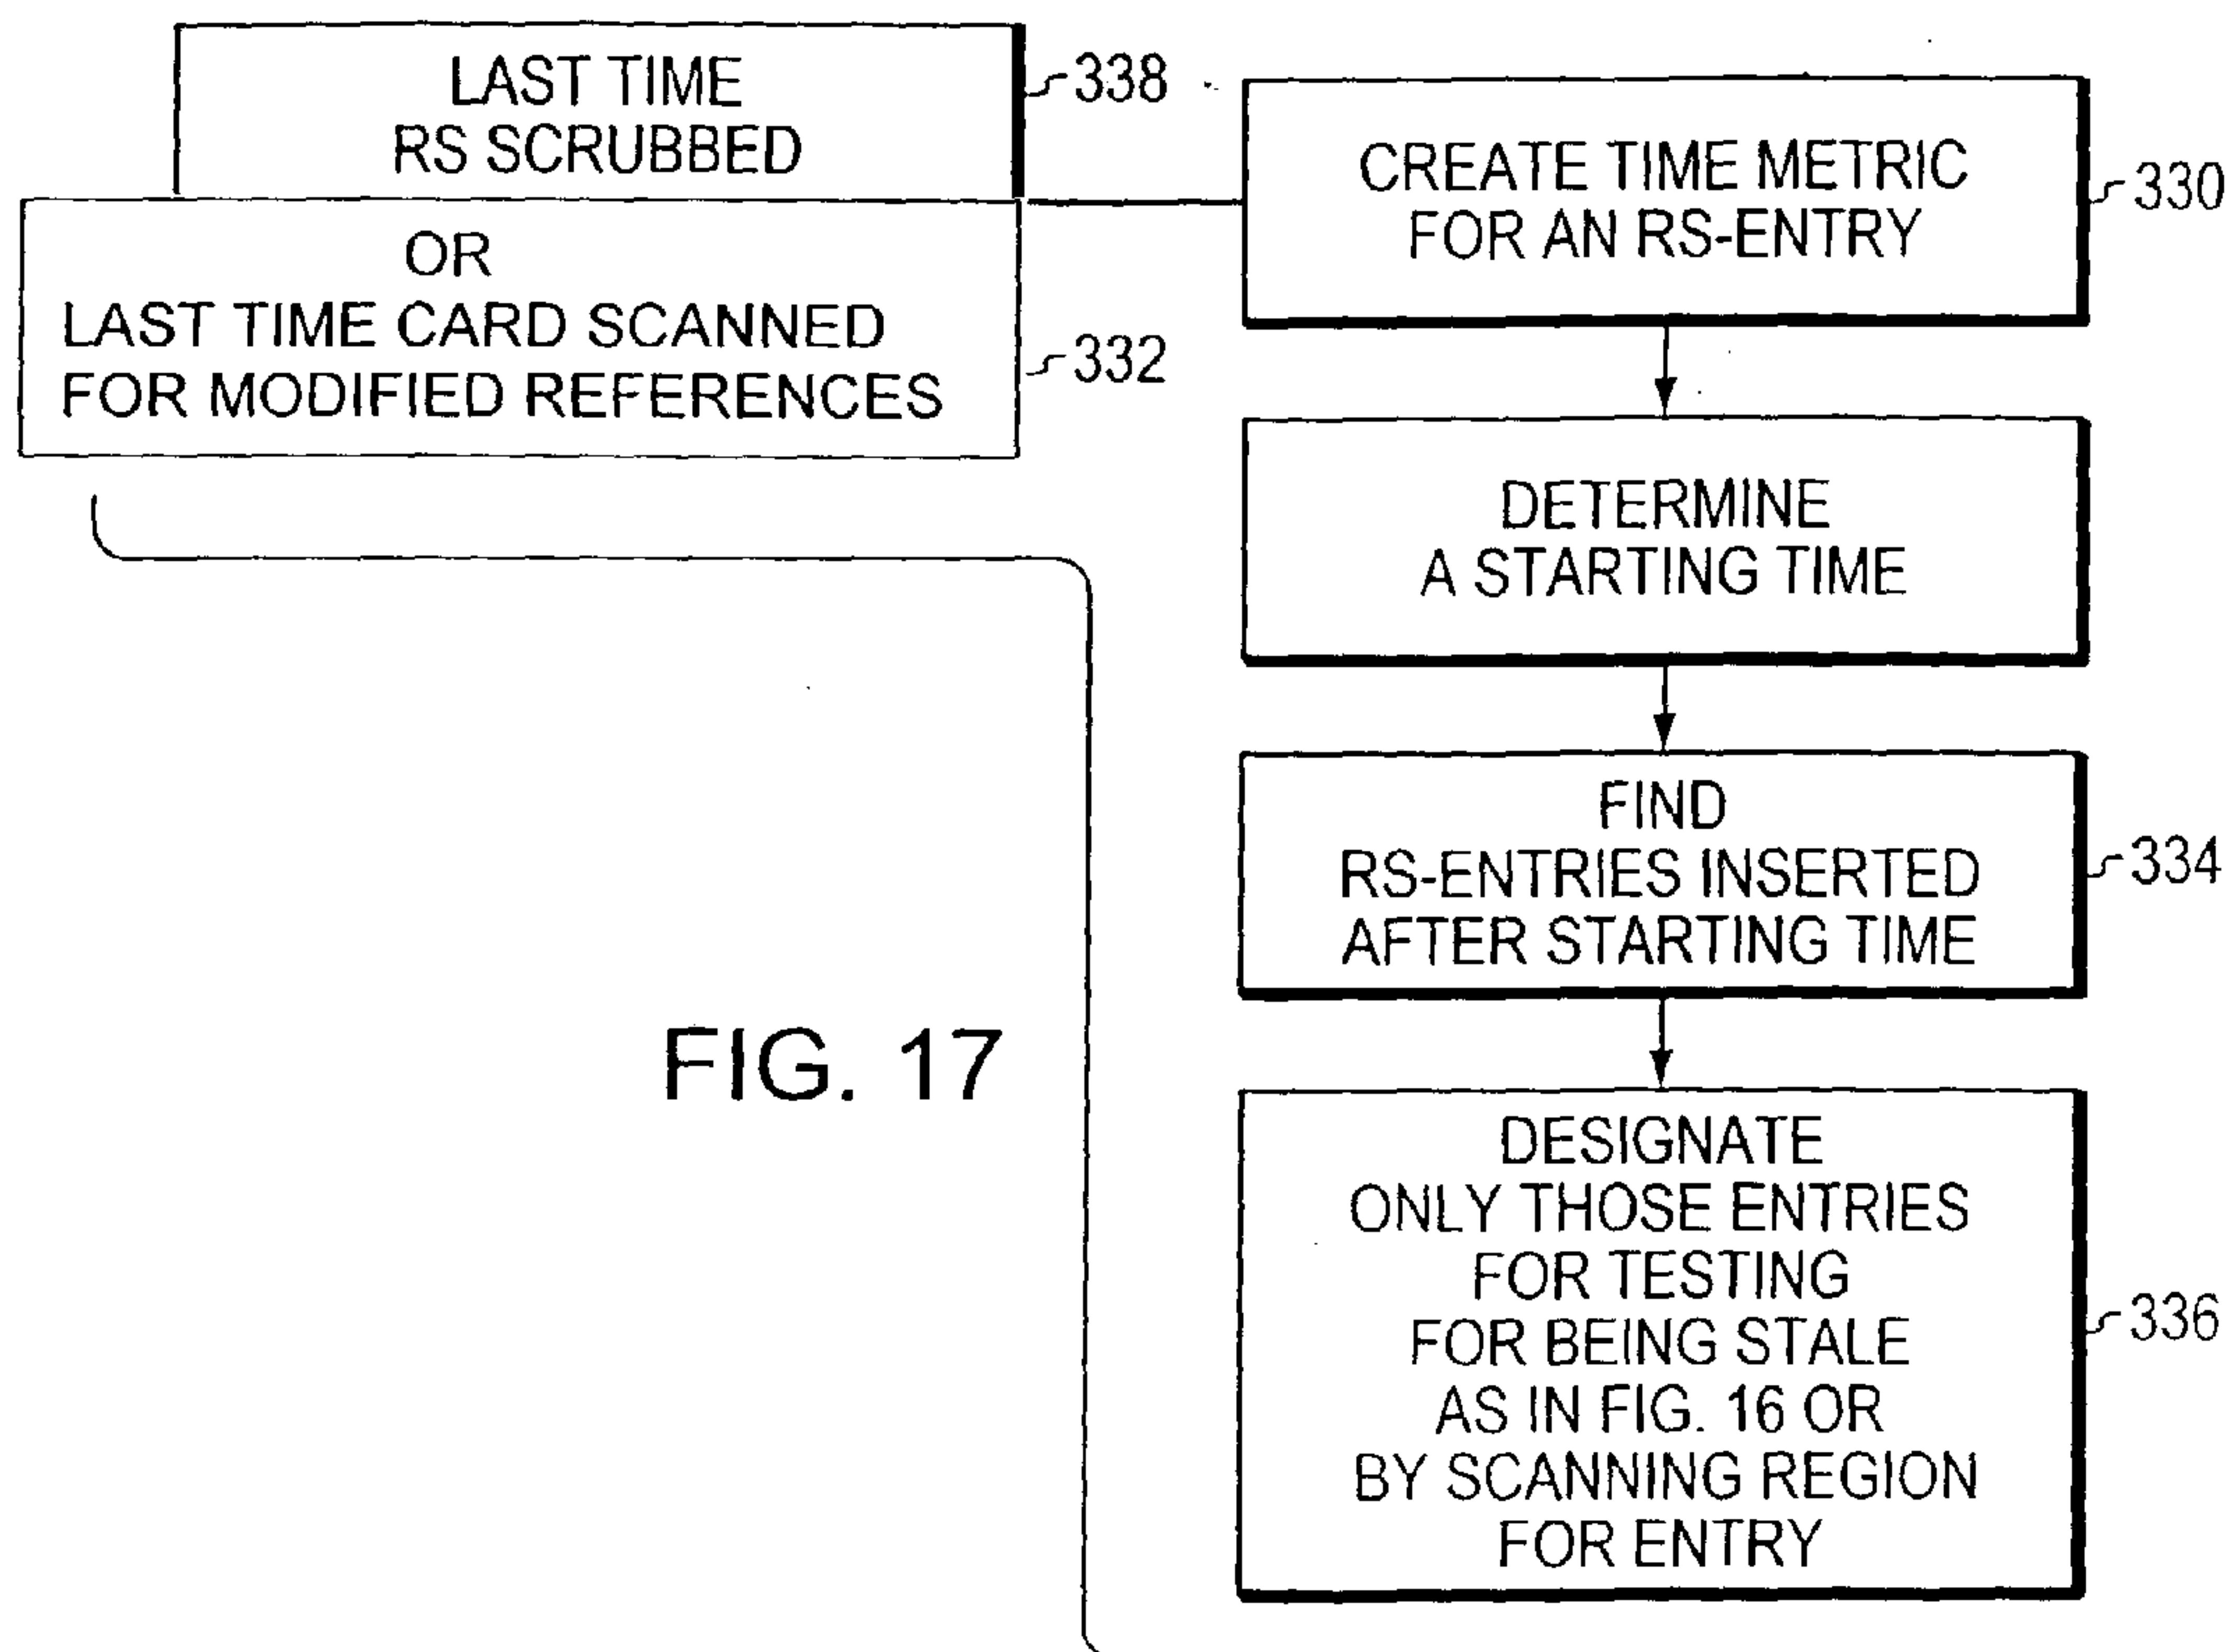 LAST TIME
RS SCRUBBED
338
OR
LAST TIME CARD SCANNED
FOR MODIFIED REFERENCES
332
CREATE TIME METRIC
FOR AN RS-ENTRY
330
DETERMINE
A STARTING TIME
FIND
RS-ENTRIES INSERTED
AFTER STARTING TIME
334
DESIGNATE
ONLY THOSE ENTRIES
FOR TESTING
FOR BEING STALE
AS IN FIG. 16 OR
BY SCANNING REGION
FOR ENTRY
336
FIG. 17